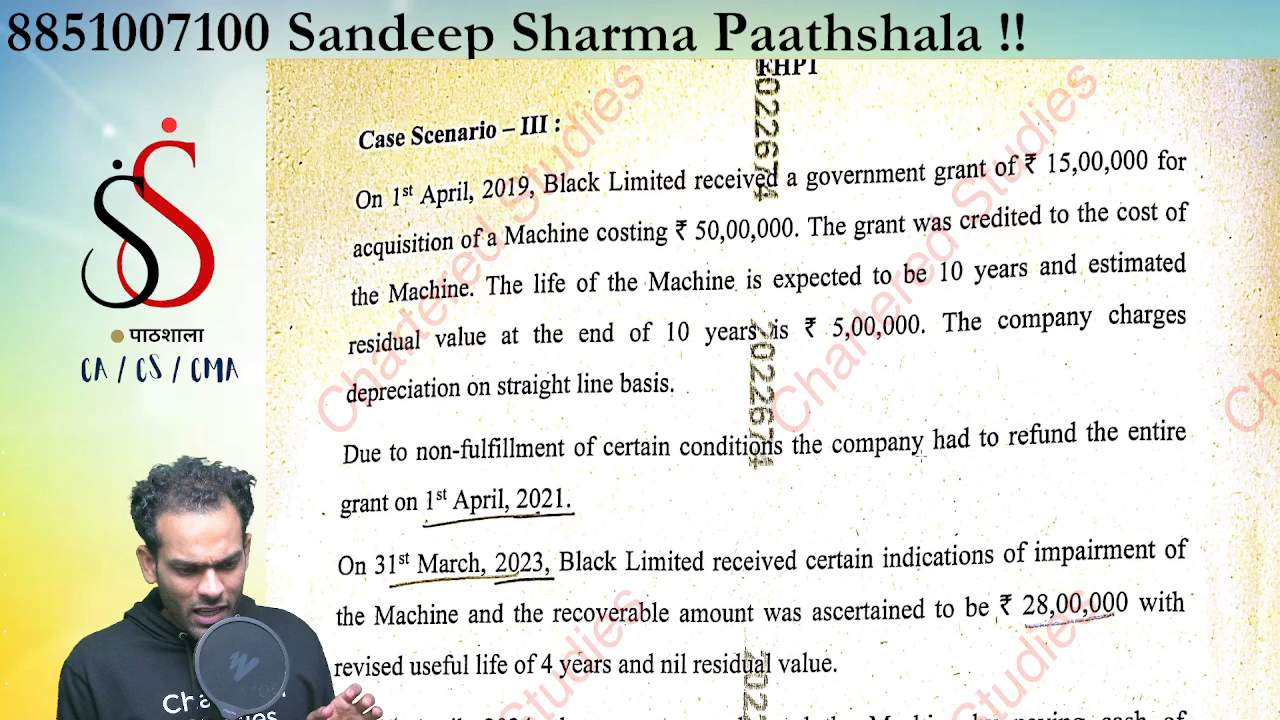 8851007100 Sandeep Sharma Paathshala !!
पाठशाला
CA / CS / CMA
Case Scenario – III :
On 1st April, 2019, Black Limited received a government grant of ₹ 15,00,000 for
acquisition of a Machine costing ₹ 50,00,000. The grant was credited to the cost of
the Machine. The life of the Machine is expected to be 10 years and estimated
residual value at the end of 10 years is ₹ 5,00,000. The company charges
depreciation on straight line basis.
Due to non-fulfillment of certain conditions the company had to refund the entire
grant on 1st April, 2021.
On 31st March, 2023, Black Limited received certain indications of impairment of
the Machine and the recoverable amount was ascertained to be ₹ 28,00,000 with
revised useful life of 4 years and nil residual value.
Chartered Studies
Chartered Studies
2022674